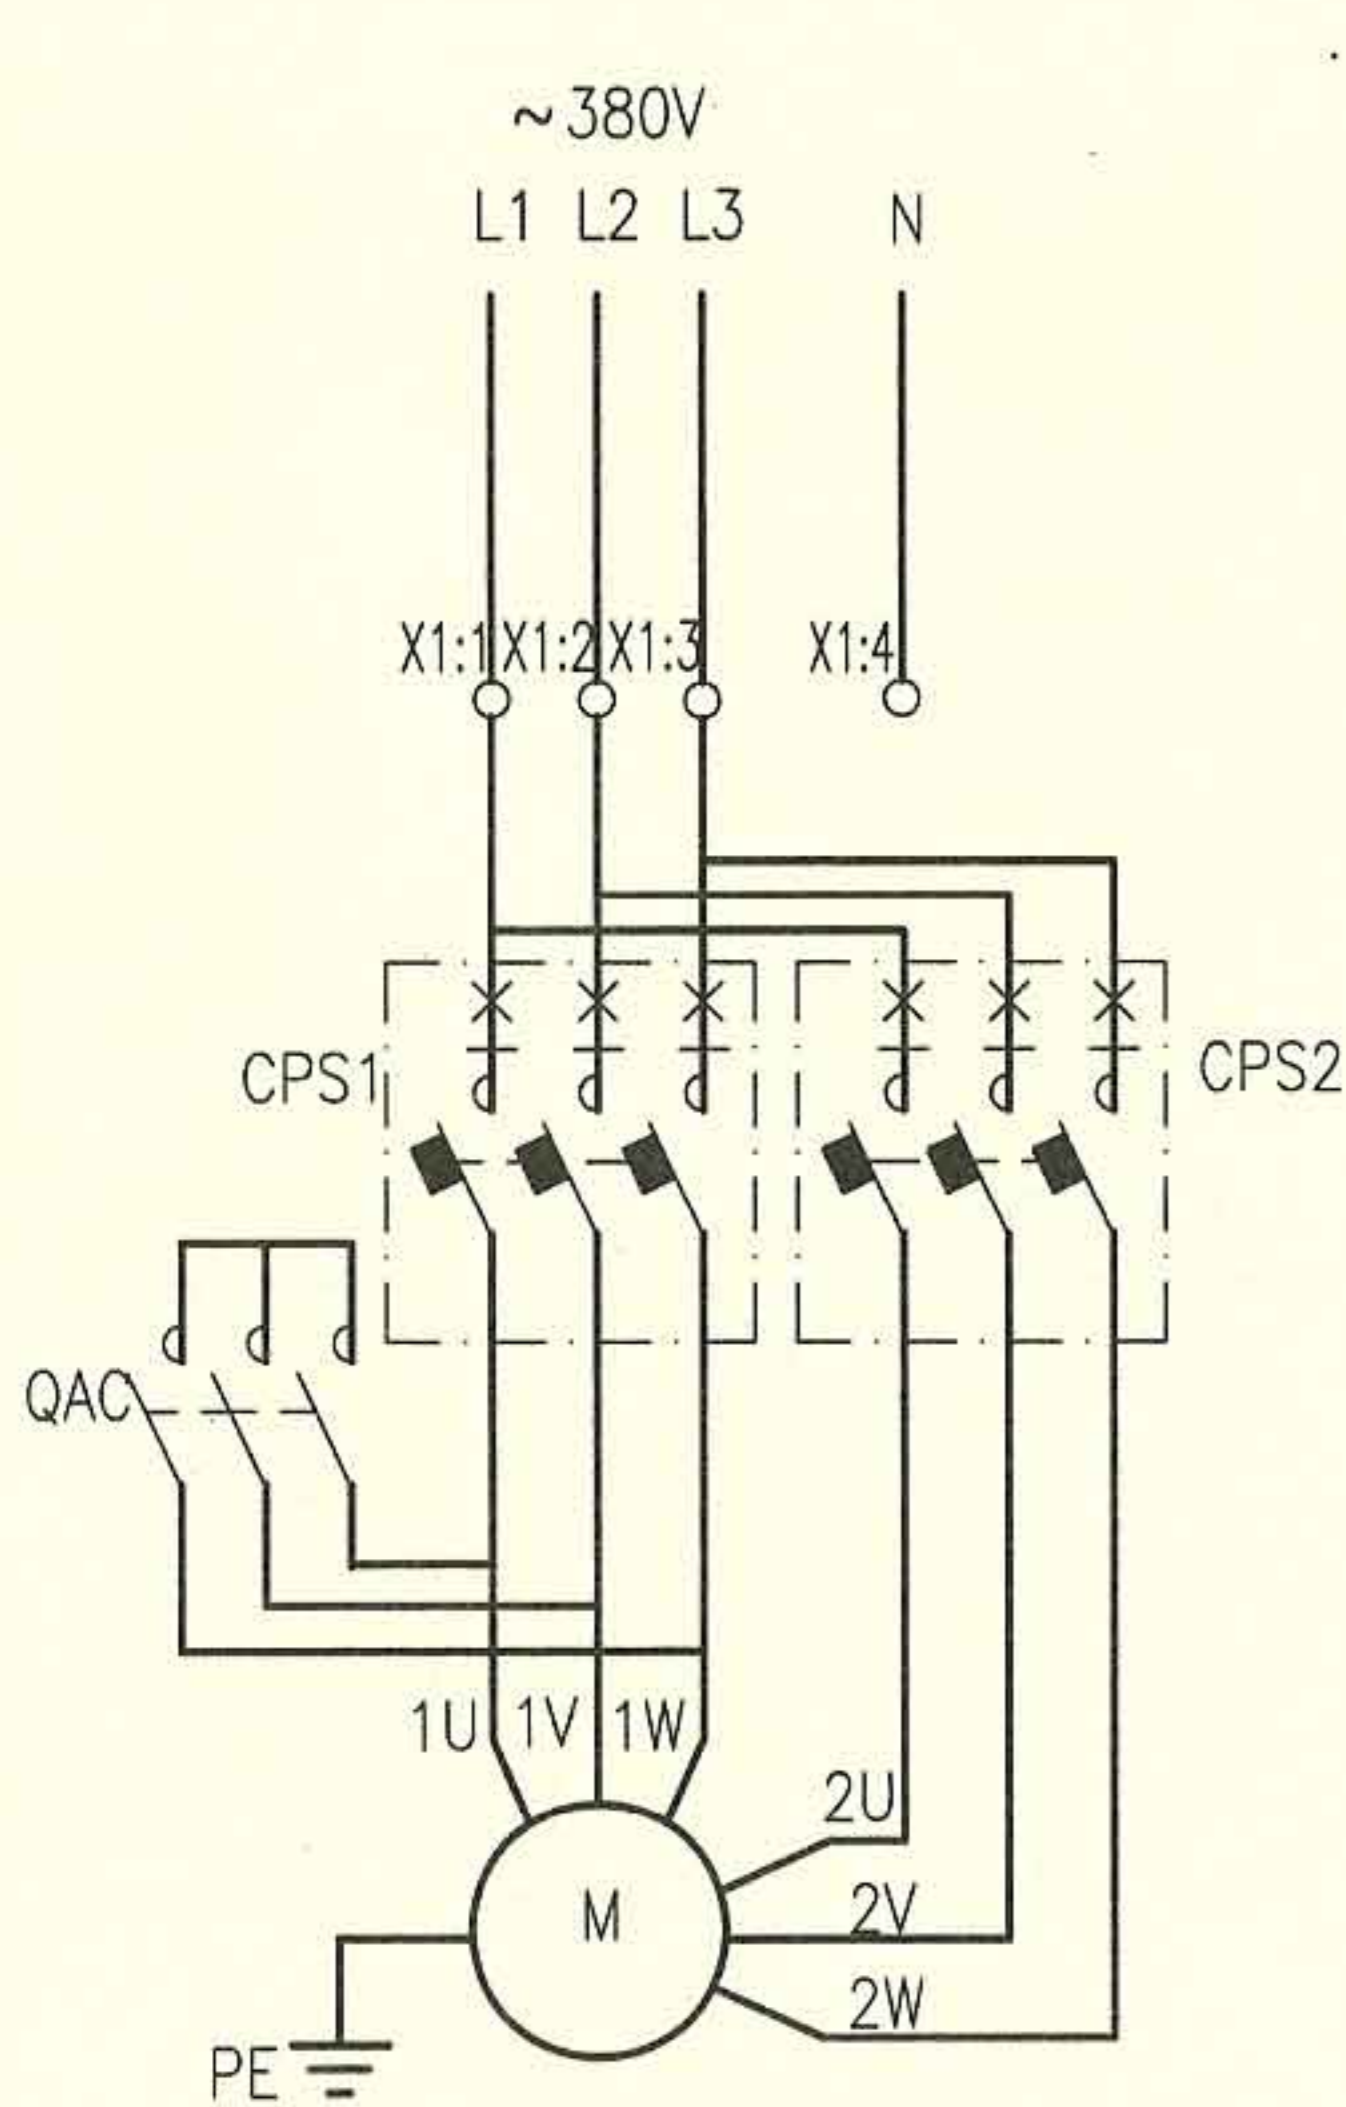 ~380V
L1 L2 L3 N
X1:1 X1:2 X1:3 X1:4
CPS1
CPS2
QAC
1U 1V 1W
2U
M
2V
2W
PE